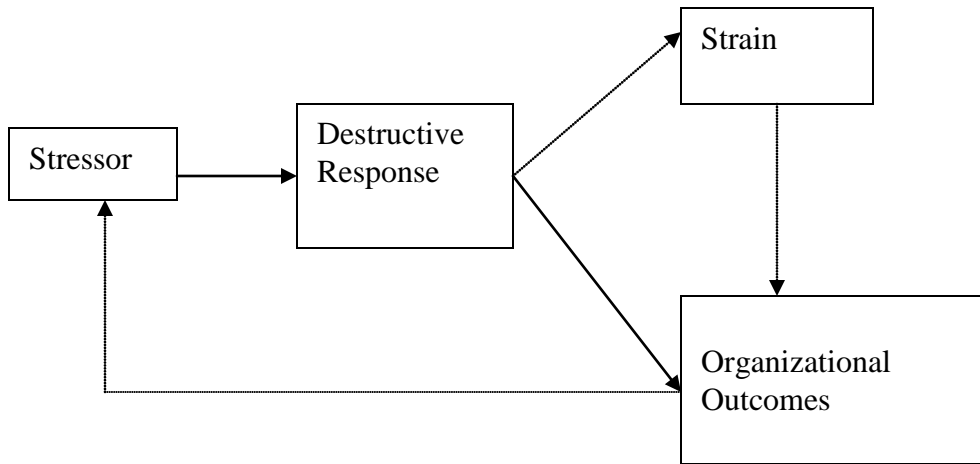 Strain
Destructive
Response
Stressor
Organizational
Outcomes